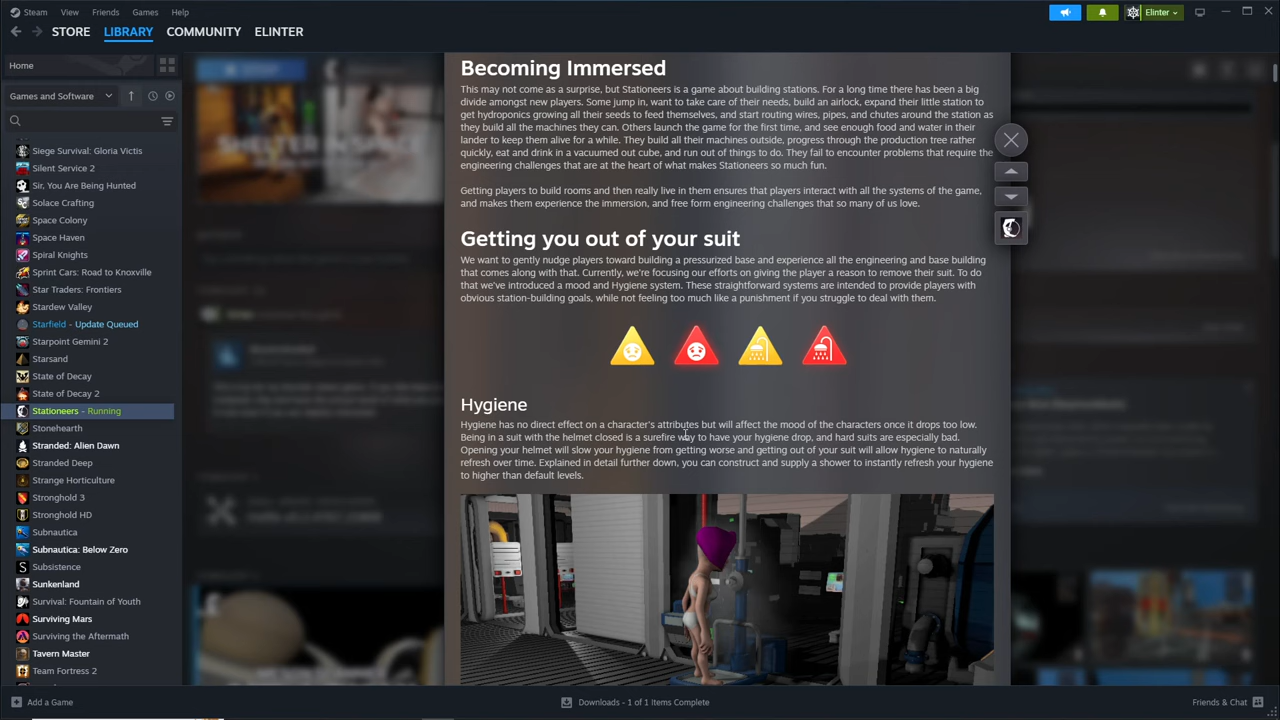 Steam View Friends Games Help
Elinter
STORE LIBRARY COMMUNITY ELINTER
Home
Games and Software
Siege Survival: Gloria Victis
Silent Service 2
Sir, You Are Being Hunted
Solace Crafting
Space Colony
Space Haven
Spiral Knights
Sprint Cars: Road to Knoxville
Star Traders: Frontiers
Stardew Valley
Starfield - Update Queued
Starpoint Gemini 2
Starsand
State of Decay
State of Decay 2
Stationeers - Running
Stonehearth
Stranded: Alien Dawn
Stranded Deep
Strange Horticulture
Stronghold 3
Stronghold HD
Subnautica
Subnautica: Below Zero
Subsistence
Sunkenland
Survival: Fountain of Youth
Surviving Mars
Surviving the Aftermath
Tavern Master
Team Fortress 2
SHELTER IN SPACE
Becoming Immersed
This may not come as a surprise, but Stationeers is a game about building stations. For a long time there has been a big
divide amongst new players. Some jump in, want to take care of their needs, build an airlock, expand their little station to
get hydroponics growing all their seeds to feed themselves, and start routing wires, pipes, and chutes around the station as
they build all the machines they can. Others launch the game for the first time, and see enough food and water in their
lander to keep them alive for a while. They build all their machines outside, progress through the production tree rather
quickly, eat and drink in a vacuumed out cube, and run out of things to do. They fail to encounter problems that require the
engineering challenges that are at the heart of what makes Stationeers so much fun.
Getting players to build rooms and then really live in them ensures that players interact with all the systems of the game,
and makes them experience the immersion, and free form engineering challenges that so many of us love.
Getting you out of your suit
We want to gently nudge players toward building a pressurized base and experience all the engineering and base building
that comes along with that. Currently, we're focusing our efforts on giving the player a reason to remove their suit. To do
that we've introduced a mood and Hygiene system. These straightforward systems are intended to provide players with
obvious station-building goals, while not feeling too much like a punishment if you struggle to deal with them.
Hygiene
Hygiene has no direct effect on a character's attributes but will affect the mood of the characters once it drops too low.
Being in a suit with the helmet closed is a surefire way to have your hygiene drop, and hard suits are especially bad.
Opening your helmet will slow your hygiene from getting worse and getting out of your suit will allow hygiene to naturally
refresh over time. Explained in detail further down, you can construct and supply a shower to instantly refresh your hygiene
to higher than default levels.
Add a Game
Downloads - 1 of 1 Items Complete
Friends & Chat